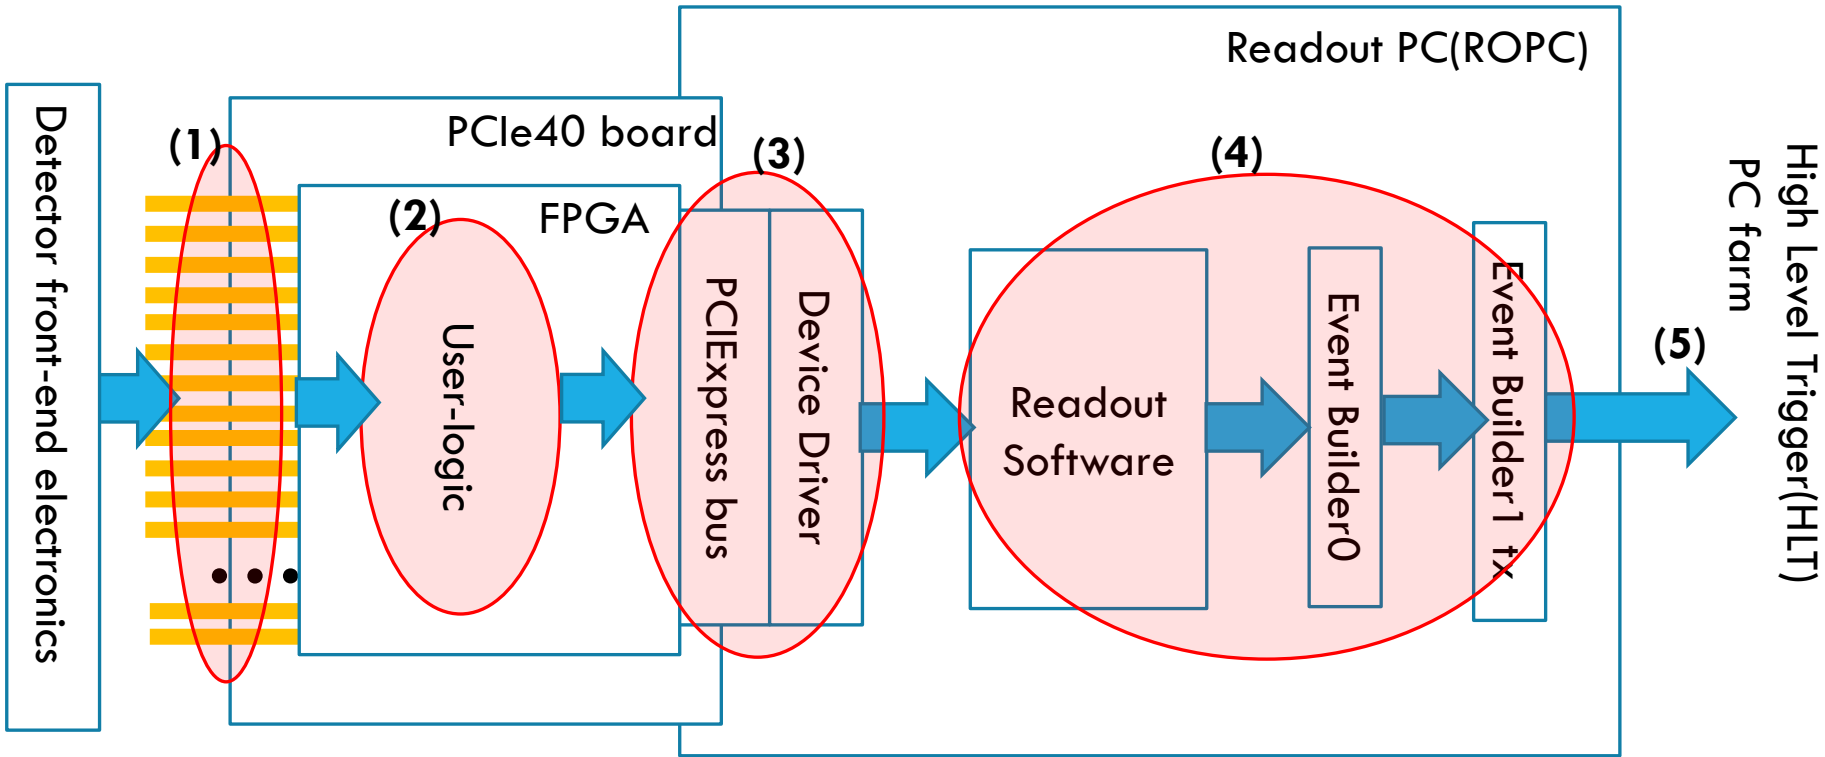 Readout PC(ROPC)
Detector front-end electronics
(1)
PCIe40 board
(2)
FPGA
User-logic
(3)
PCIExpress bus
Device Driver
(4)
Readout
Software
Event Builder0
Event Builder1 tx
(5)
High Level Trigger(HLT)
PC farm